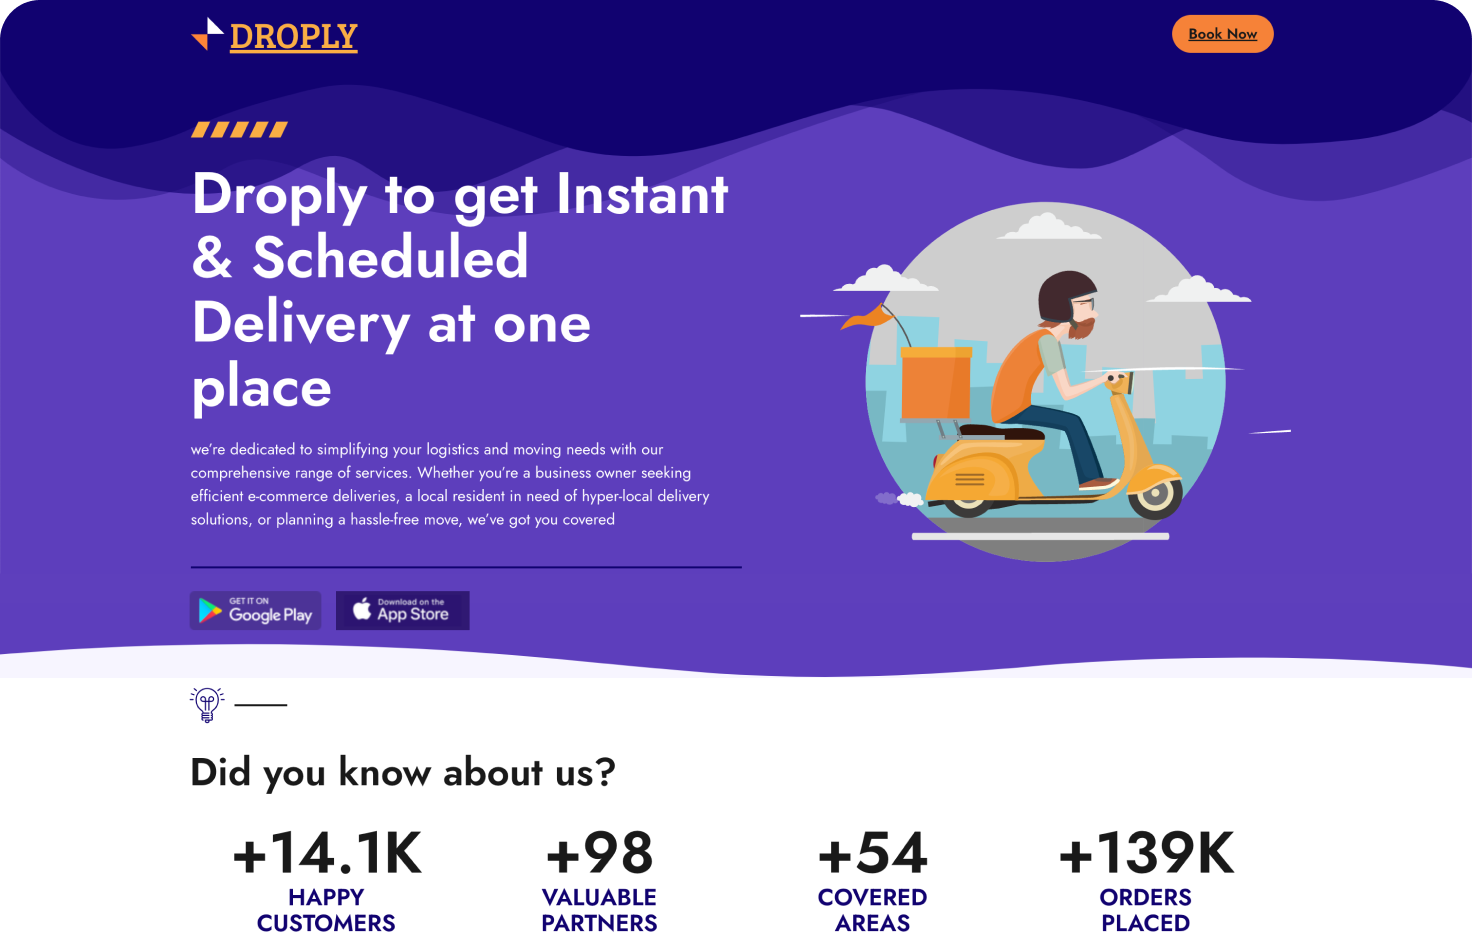 DROPLY
Book Now
Droply to get Instant
& Scheduled
Delivery at one
place
we’re dedicated to simplifying your logistics and moving needs with our
comprehensive range of services. Whether you’re a business owner seeking
efficient e-commerce deliveries, a local resident in need of hyper-local delivery
solutions, or planning a hassle-free move, we’ve got you covered
GET IT ON
Google Play
Download on the
App Store
Did you know about us?
+14.1K
HAPPY
CUSTOMERS
+98
VALUABLE
PARTNERS
+54
COVERED
AREAS
+139K
ORDERS
PLACED